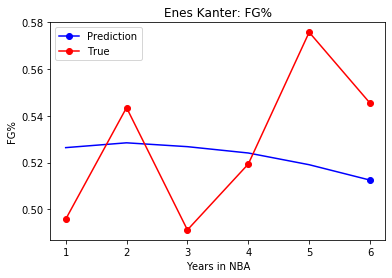 Enes Kanter: FG%
Prediction
True
FG%
0.58
0.56
0.54
0.52
0.50
1 2 3 4 5 6
Years in NBA